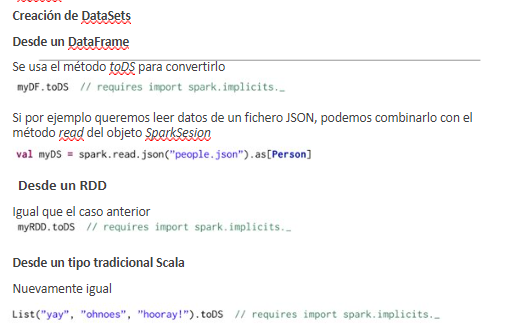 Creación de DataSets
Desde un DataFrame
Se usa el método toDS para convertirlo
myDF.toDS // requires import spark.implicits._
Si por ejemplo queremos leer datos de un fichero JSON, podemos combinarlo con el
método read del objeto SparkSesion
val myDS = spark.read.json("people.json").as[Person]
Desde un RDD
Igual que el caso anterior
myRDD.toDS // requires import spark.implicits._
Desde un tipo tradicional Scala
Nuevamente igual
List("yay", "ohnoes", "hooray!").toDS // requires import spark.implicits._